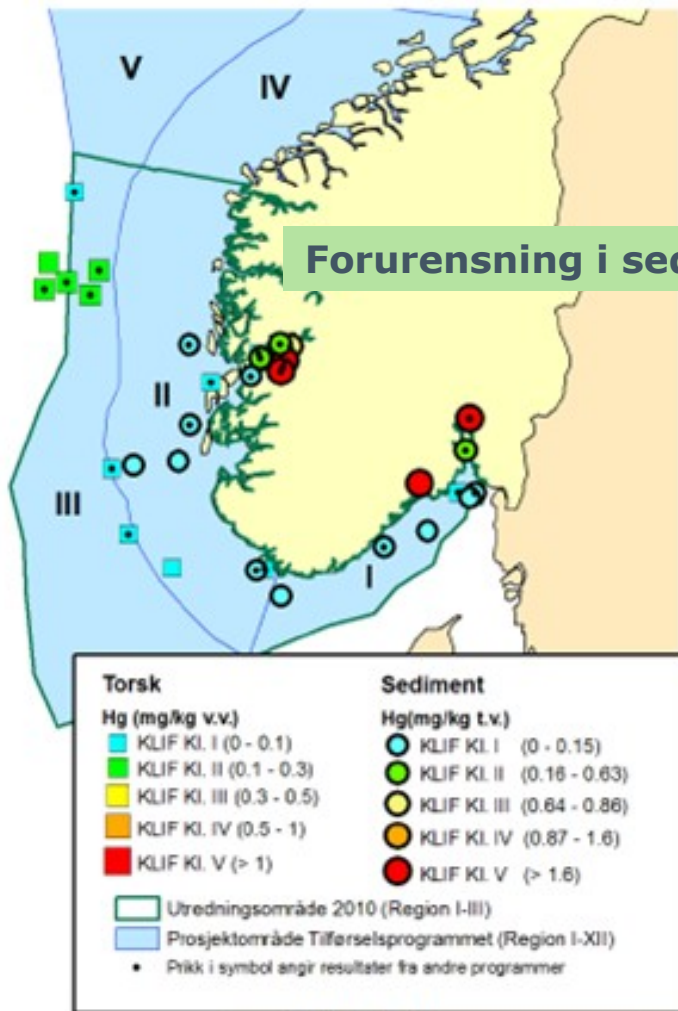 V
IV
Forurensning i sed
II
III
I
Torsk
Hg (mg/kg v.v.)
KLIF Kl. I (0 - 0.1)
KLIF Kl. II (0.1 - 0.3)
KLIF Kl. III (0.3 - 0.5)
KLIF Kl. IV (0.5 - 1)
KLIF Kl. V (> 1)
Sediment
Hg(mg/kg t.v.)
KLIF Kl. I (0 - 0.15)
KLIF Kl. II (0.16 - 0.63)
KLIF Kl. III (0.64 - 0.86)
KLIF Kl. IV (0.87 - 1.6)
KLIF Kl. V (> 1.6)
Utredningsområde 2010 (Region I-III)
Prosjektområde Tilførselsprogrammet (Region I-XII)
Prikk i symbol angir resultater fra andre programmer